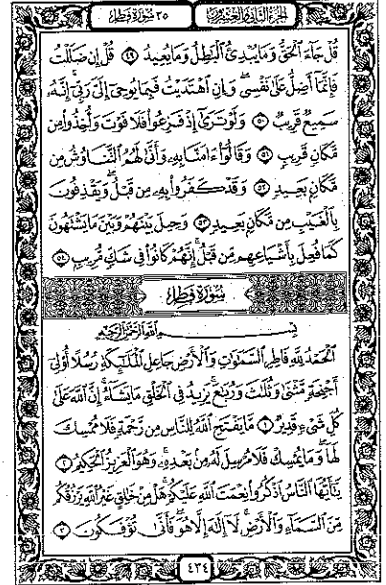 الجزء الثاني والعشرون
٣٥ سورة فاطر
قُلْ جَآءَ ٱلْحَقُّ وَمَا يُبْدِئُ ٱلْبَٰطِلُ وَمَا يُعِيدُ ٤٩ قُلْ إِن ضَلَلْتُ
فَإِنَّمَآ أَضِلُّ عَلَىٰ نَفْسِى وَإِنِ ٱهْتَدَيْتُ فَبِمَا يُوحِىٓ إِلَىَّ رَبِّىٓ إِنَّهُۥ
سَمِيعٌ قَرِيبٌ ٥٠ وَلَوْ تَرَىٰٓ إِذْ فَزِعُوا۟ فَلَا فَوْتَ وَأُخِذُوا۟ مِن
مَّكَانٍ قَرِيبٍ ٥١ وَقَالُوٓا۟ ءَامَنَّا بِهِۦ وَأَنَّىٰ لَهُمُ ٱلتَّنَاوُشُ مِن
مَّكَانٍۭ بَعِيدٍ ٥٢ وَقَدْ كَفَرُوا۟ بِهِۦ مِن قَبْلُ وَيَقْذِفُونَ
بِٱلْغَيْبِ مِن مَّكَانٍۭ بَعِيدٍ ٥٣ وَحِيلَ بَيْنَهُمْ وَبَيْنَ مَا يَشْتَهُونَ
كَمَا فُعِلَ بِأَشْيَاعِهِم مِّن قَبْلُ إِنَّهُمْ كَانُوا۟ فِى شَكٍّ مُّرِيبٍۭ ٥٤
سورة فاطر
بِسْمِ ٱللَّهِ ٱلرَّحْمَٰنِ ٱلرَّحِيمِ
ٱلْحَمْدُ لِلَّهِ فَاطِرِ ٱلسَّمَٰوَٰتِ وَٱلْأَرْضِ جَاعِلِ ٱلْمَلَٰٓئِكَةِ رُسُلًا أُو۟لِىٓ
أَجْنِحَةٍ مَّثْنَىٰ وَثُلَٰثَ وَرُبَٰعَ يَزِيدُ فِى ٱلْخَلْقِ مَا يَشَآءُ إِنَّ ٱللَّهَ عَلَىٰ
كُلِّ شَىْءٍ قَدِيرٌ ١ مَّا يَفْتَحِ ٱللَّهُ لِلنَّاسِ مِن رَّحْمَةٍ فَلَا مُمْسِكَ
لَهَا وَمَا يُمْسِكْ فَلَا مُرْسِلَ لَهُۥ مِنۢ بَعْدِهِۦ وَهُوَ ٱلْعَزِيزُ ٱلْحَكِيمُ ٢
يَٰٓأَيُّهَا ٱلنَّاسُ ٱذْكُرُوا۟ نِعْمَتَ ٱللَّهِ عَلَيْكُمْ هَلْ مِنْ خَٰلِقٍ غَيْرُ ٱللَّهِ يَرْزُقُكُم
مِّنَ ٱلسَّمَآءِ وَٱلْأَرْضِ لَآ إِلَٰهَ إِلَّا هُوَ فَأَنَّىٰ تُؤْفَكُونَ ٣
٤٣٤